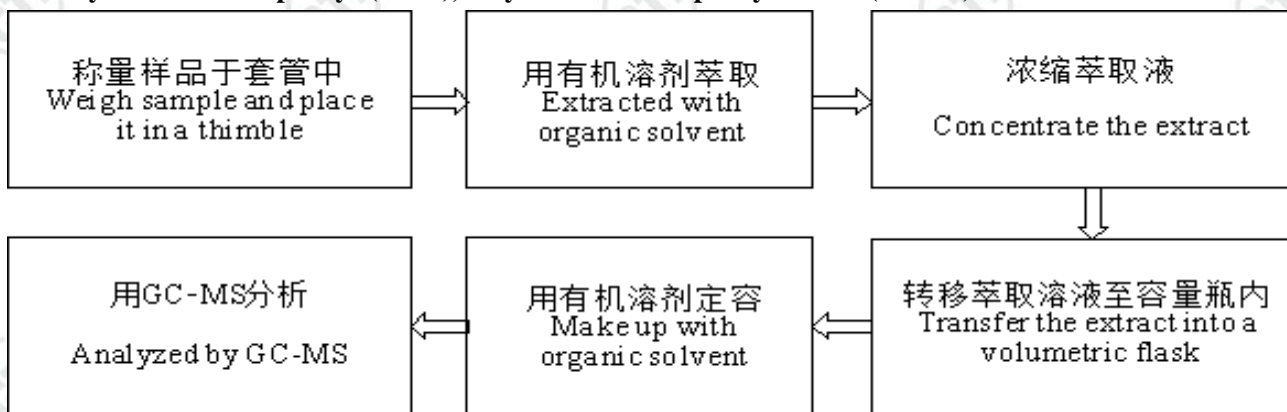 称量样品于套管中
Weigh sample and place
it in a thimble
用有机溶剂萃取
Extracted with
organic solvent
浓缩萃取液
Concentrate the extract
转移萃取溶液至容量瓶内
Transfer the extract into a
volumetric flask
用有机溶剂定容
Make up with
organic solvent
用GC-MS分析
Analyzed by GC-MS